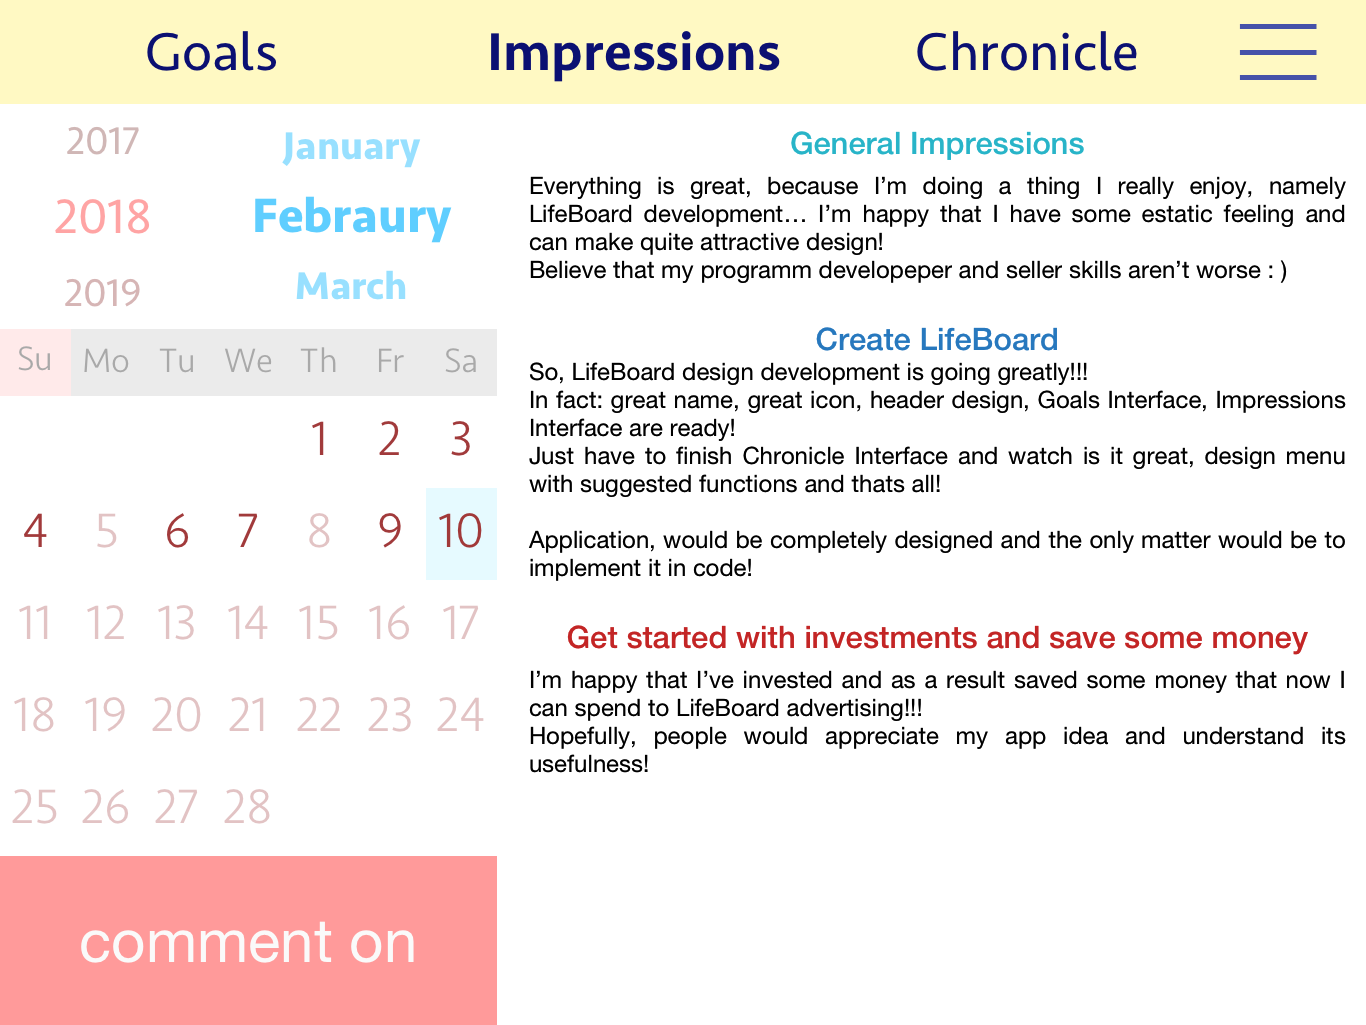 Goals Impressions Chronicle
2017 January
2018 Febraury
2019 March
Su Mo Tu We Th Fr Sa
1 2 3
4 5 6 7 8 9 10
11 12 13 14 15 16 17
18 19 20 21 22 23 24
25 26 27 28
comment on
General Impressions
Everything is great, because I’m doing a thing I really enjoy, namely
LifeBoard development… I’m happy that I have some estatic feeling and
can make quite attractive design!
Believe that my programm developeper and seller skills aren’t worse : )
Create LifeBoard
So, LifeBoard design development is going greatly!!!
In fact: great name, great icon, header design, Goals Interface, Impressions
Interface are ready!
Just have to finish Chronicle Interface and watch is it great, design menu
with suggested functions and thats all!
Application, would be completely designed and the only matter would be to
implement it in code!
Get started with investments and save some money
I’m happy that I’ve invested and as a result saved some money that now I
can spend to LifeBoard advertising!!!
Hopefully, people would appreciate my app idea and understand its
usefulness!